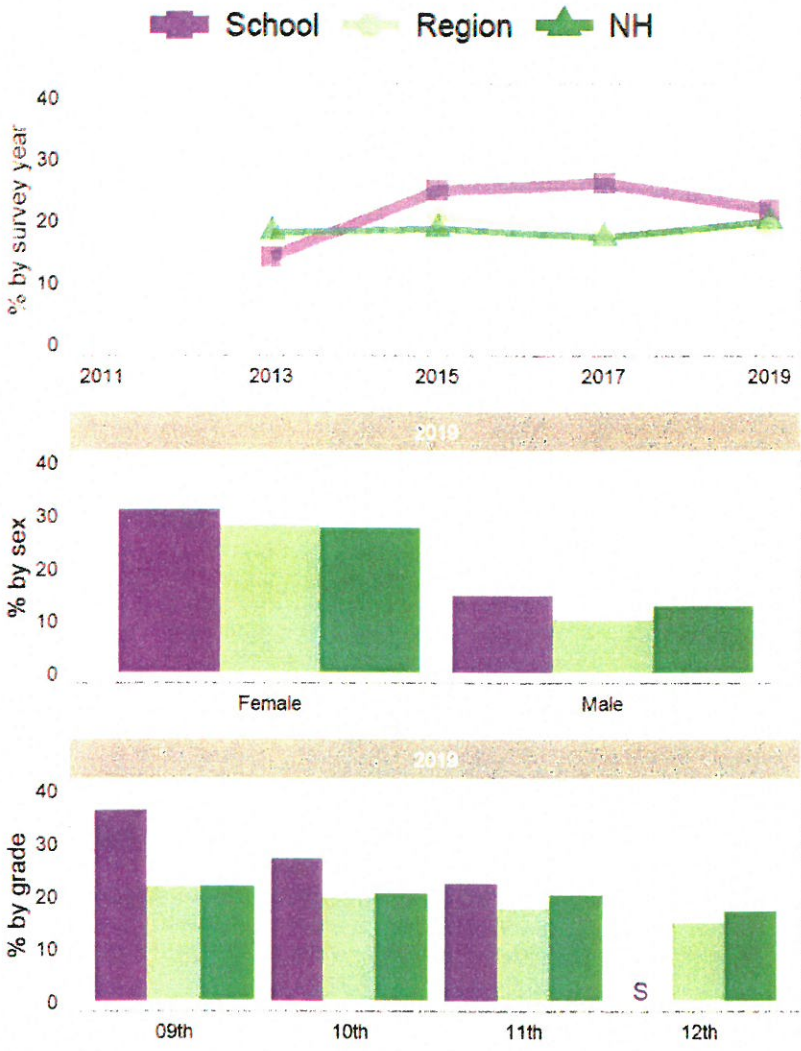 School Region NH
% by survey year
40
30
20
10
0
2011 2013 2015 2017 2019
2019
% by sex
40
30
20
10
0
Female Male
2019
% by grade
40
30
20
10
0
S
09th 10th 11th 12th